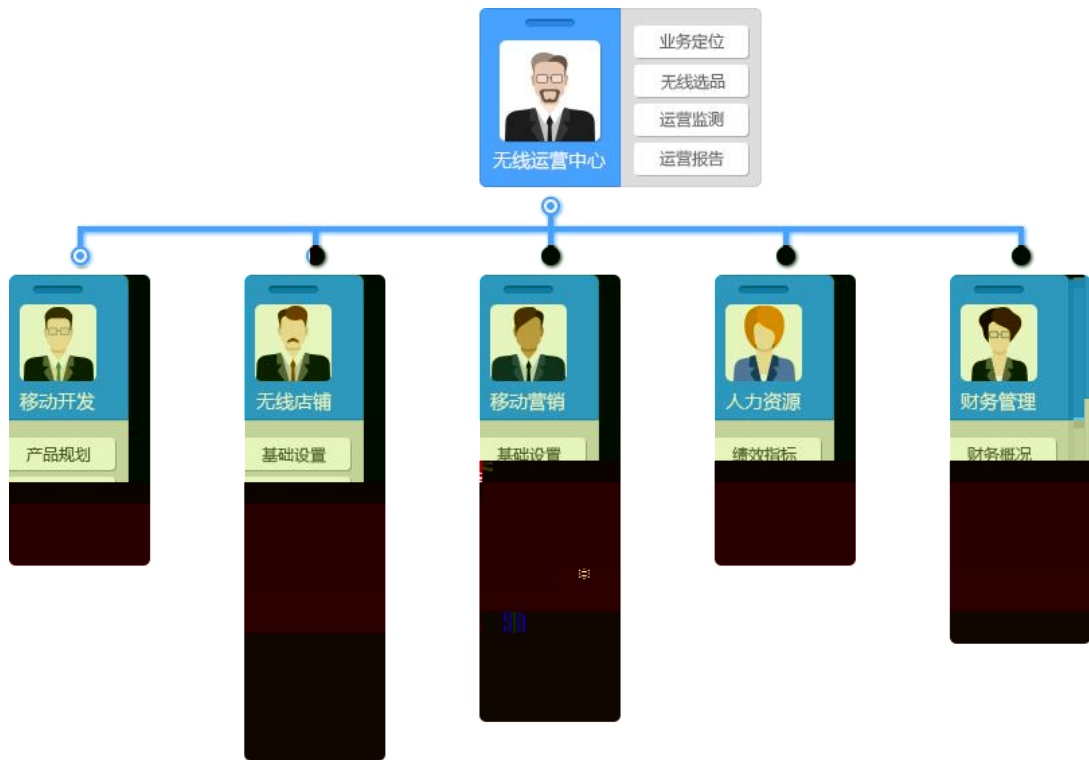 业务定位
无线选品
运营监测
运营报告
无线运营中心
移动开发
无线店铺
移动营销
人力资源
财务管理
产品规划
基础设置
基础设置
绩效指标
财务概况